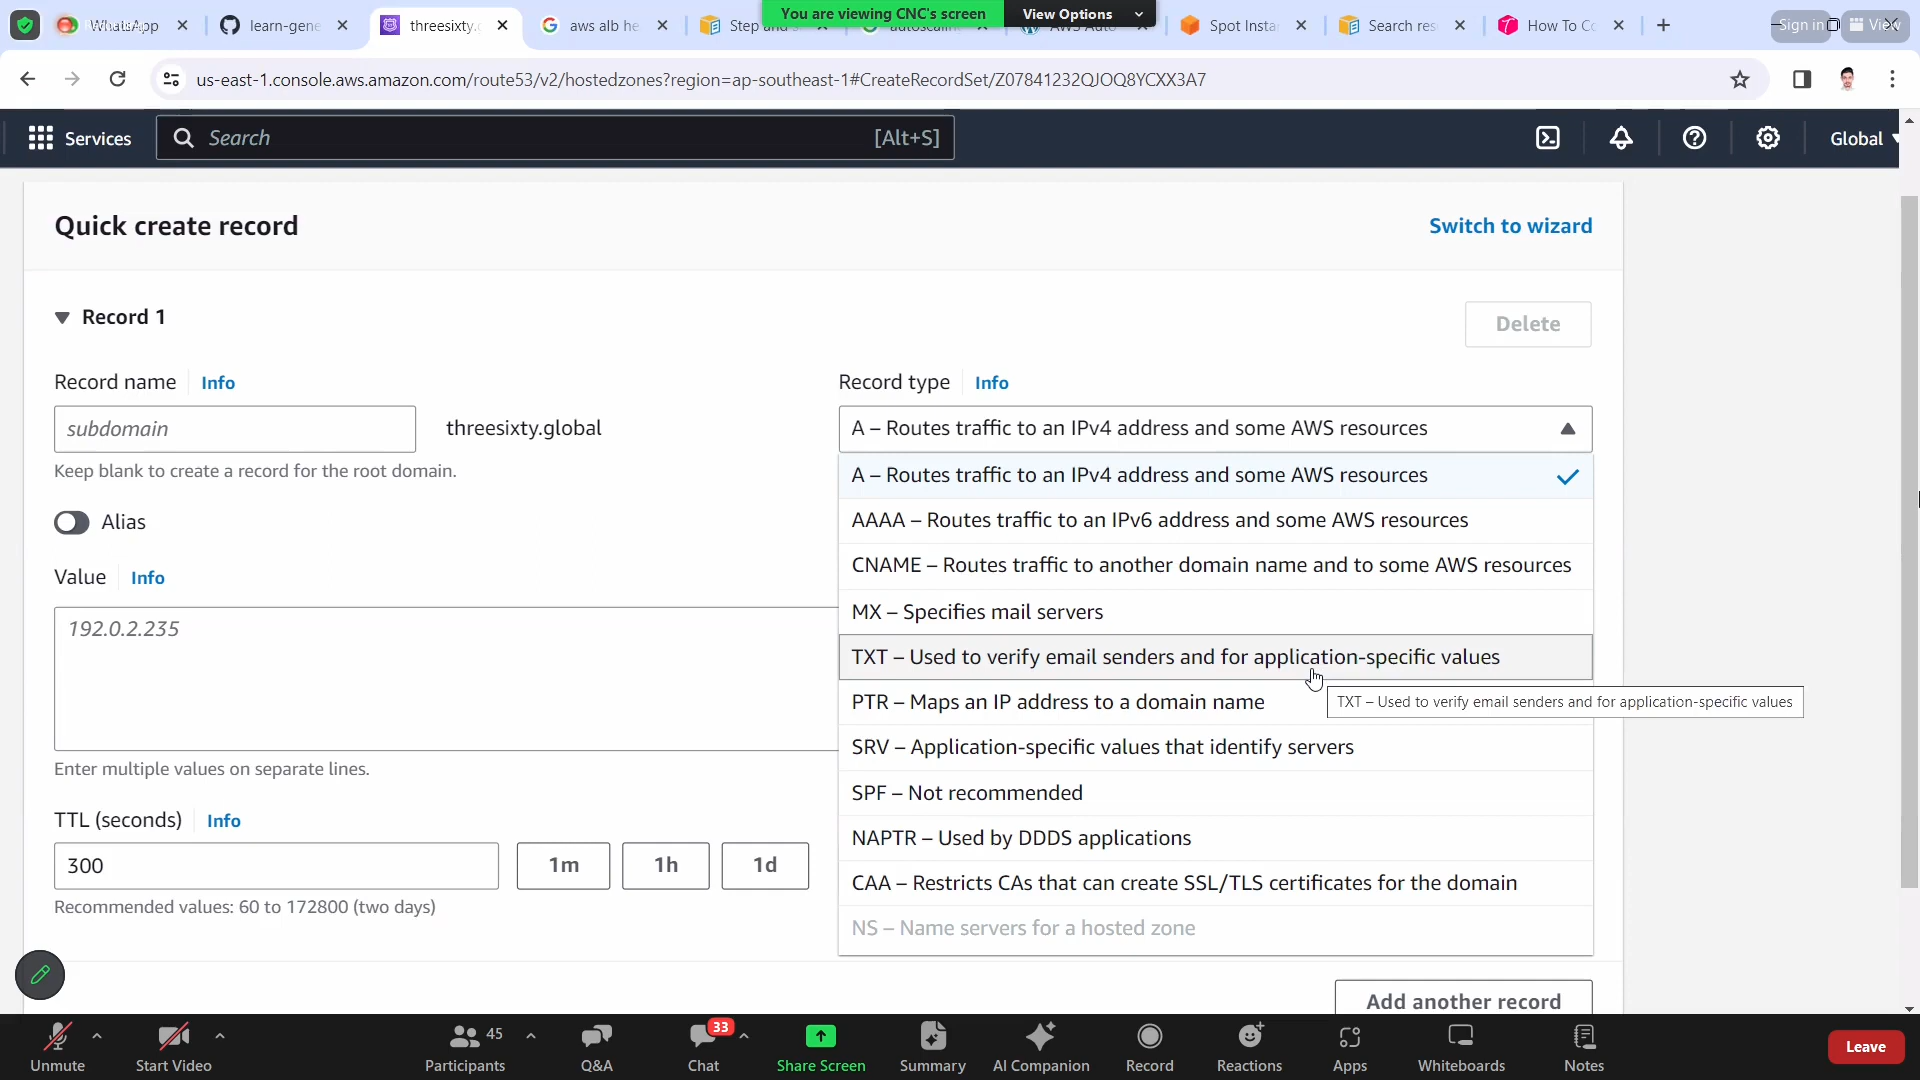 WhatsApp
learn-gene
threesixty.
aws alb he
Step and
You are viewing CNC's screen
View Options
autoscalin
AWS Auto
Spot Insta
Search res
How To Co
Sign in
View
us-east-1.console.aws.amazon.com/route53/v2/hostedzones?region=ap-southeast-1#CreateRecordSet/Z07841232QJOQ8YCXX3A7
Services
Search
[Alt+S]
Global
Quick create record
Switch to wizard
Record 1
Delete
Record name
Info
subdomain
threesixty.global
Keep blank to create a record for the root domain.
Record type
Info
A – Routes traffic to an IPv4 address and some AWS resources
A – Routes traffic to an IPv4 address and some AWS resources
AAAA – Routes traffic to an IPv6 address and some AWS resources
CNAME – Routes traffic to another domain name and to some AWS resources
MX – Specifies mail servers
TXT – Used to verify email senders and for application-specific values
TXT – Used to verify email senders and for application-specific values
PTR – Maps an IP address to a domain name
SRV – Application-specific values that identify servers
SPF – Not recommended
NAPTR – Used by DDDS applications
CAA – Restricts CAs that can create SSL/TLS certificates for the domain
NS – Name servers for a hosted zone
Alias
Value
Info
192.0.2.235
Enter multiple values on separate lines.
TTL (seconds)
Info
300
1m
1h
1d
Recommended values: 60 to 172800 (two days)
Add another record
Unmute
Start Video
45
Participants
Q&A
33
Chat
Share Screen
Summary
AI Companion
Record
Reactions
Apps
Whiteboards
Notes
Leave